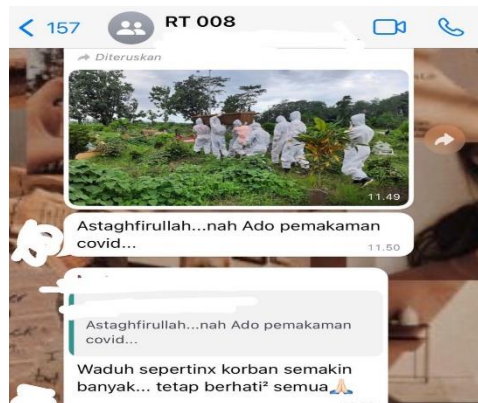 157
RT 008
Diteruskan
11.49
Astaghfirullah...nah Ado pemakaman
covid...
11.50
Astaghfirullah...nah Ado pemakaman
covid...
Waduh sepertinx korban semakin
banyak... tetap berhati² semua🙏🏻